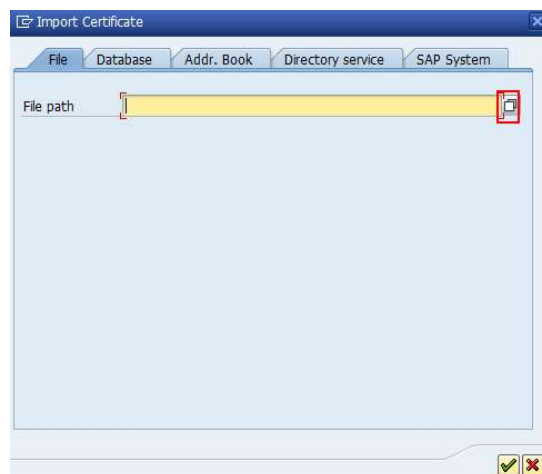 Import Certificate
File Database Addr. Book Directory service SAP System
File path